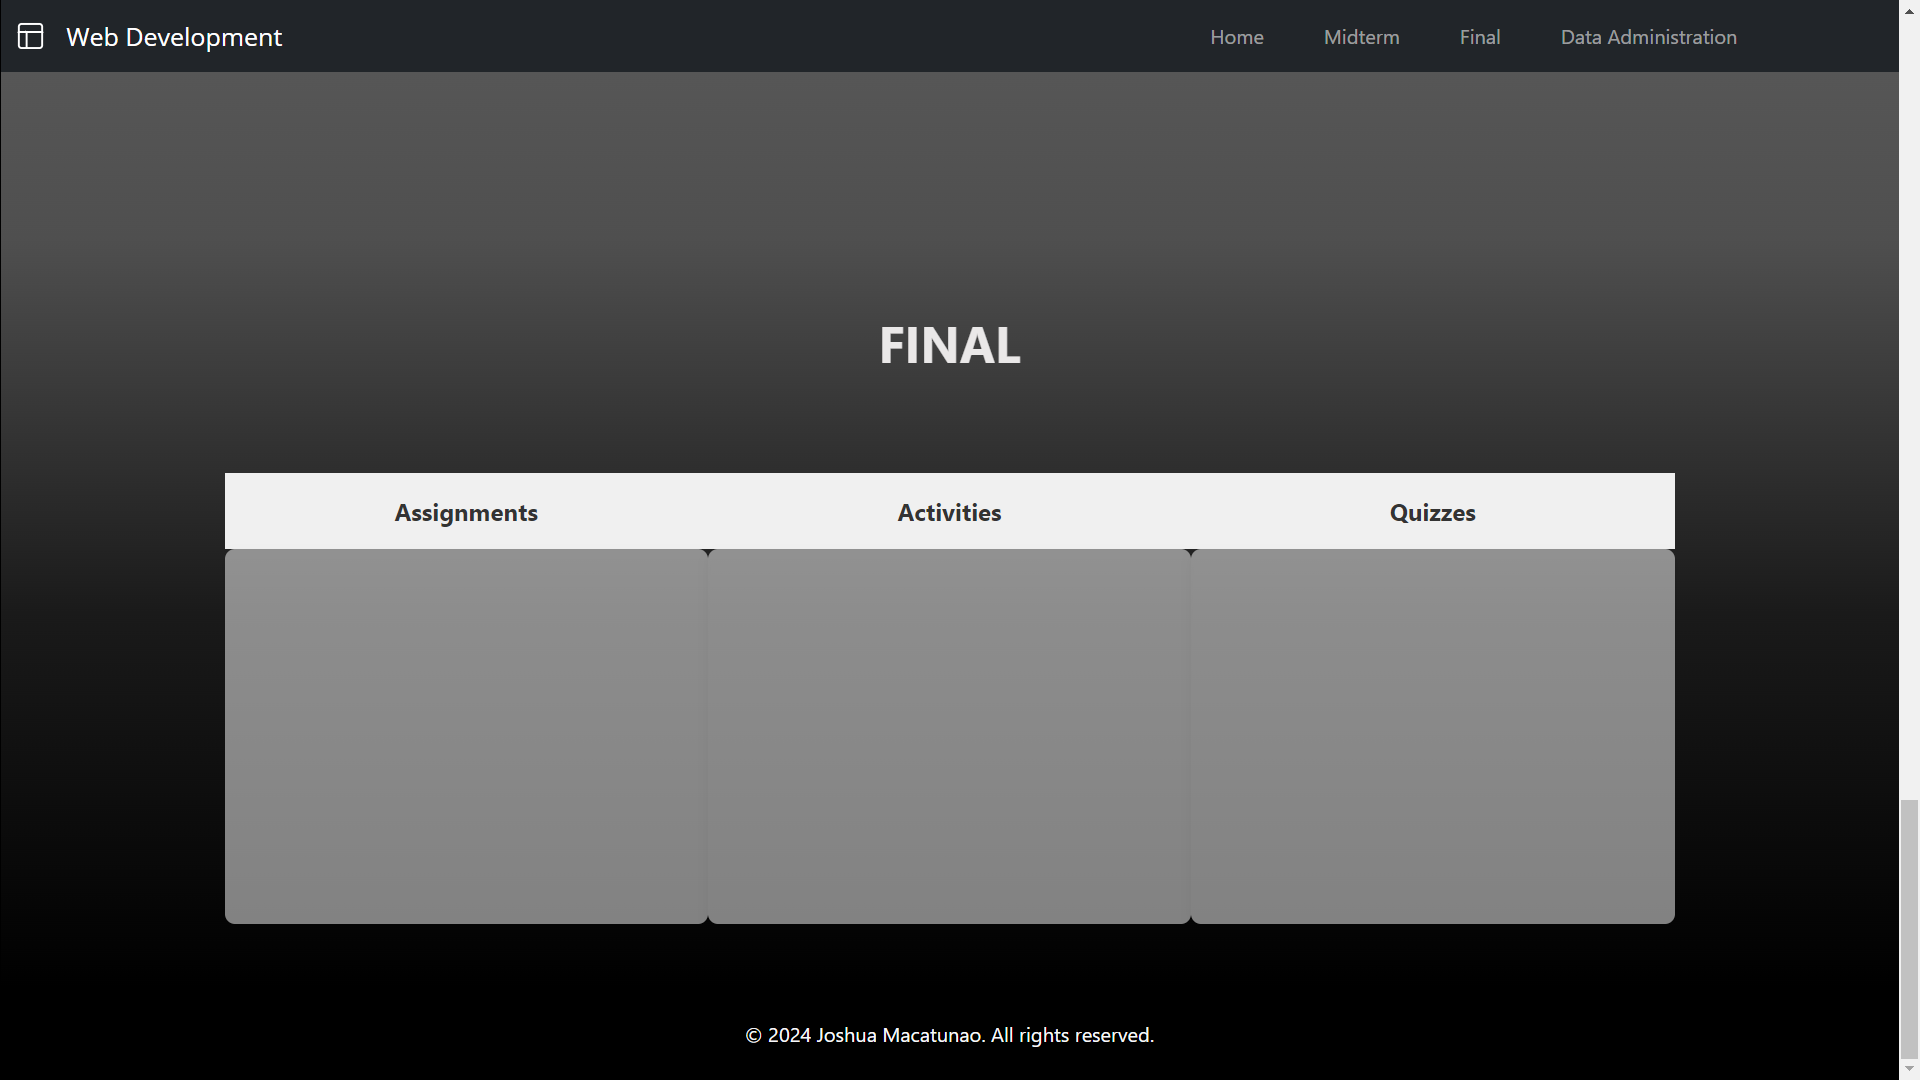 Web Development
Home Midterm Final Data Administration
FINAL
Assignments Activities Quizzes
© 2024 Joshua Macatunao. All rights reserved.